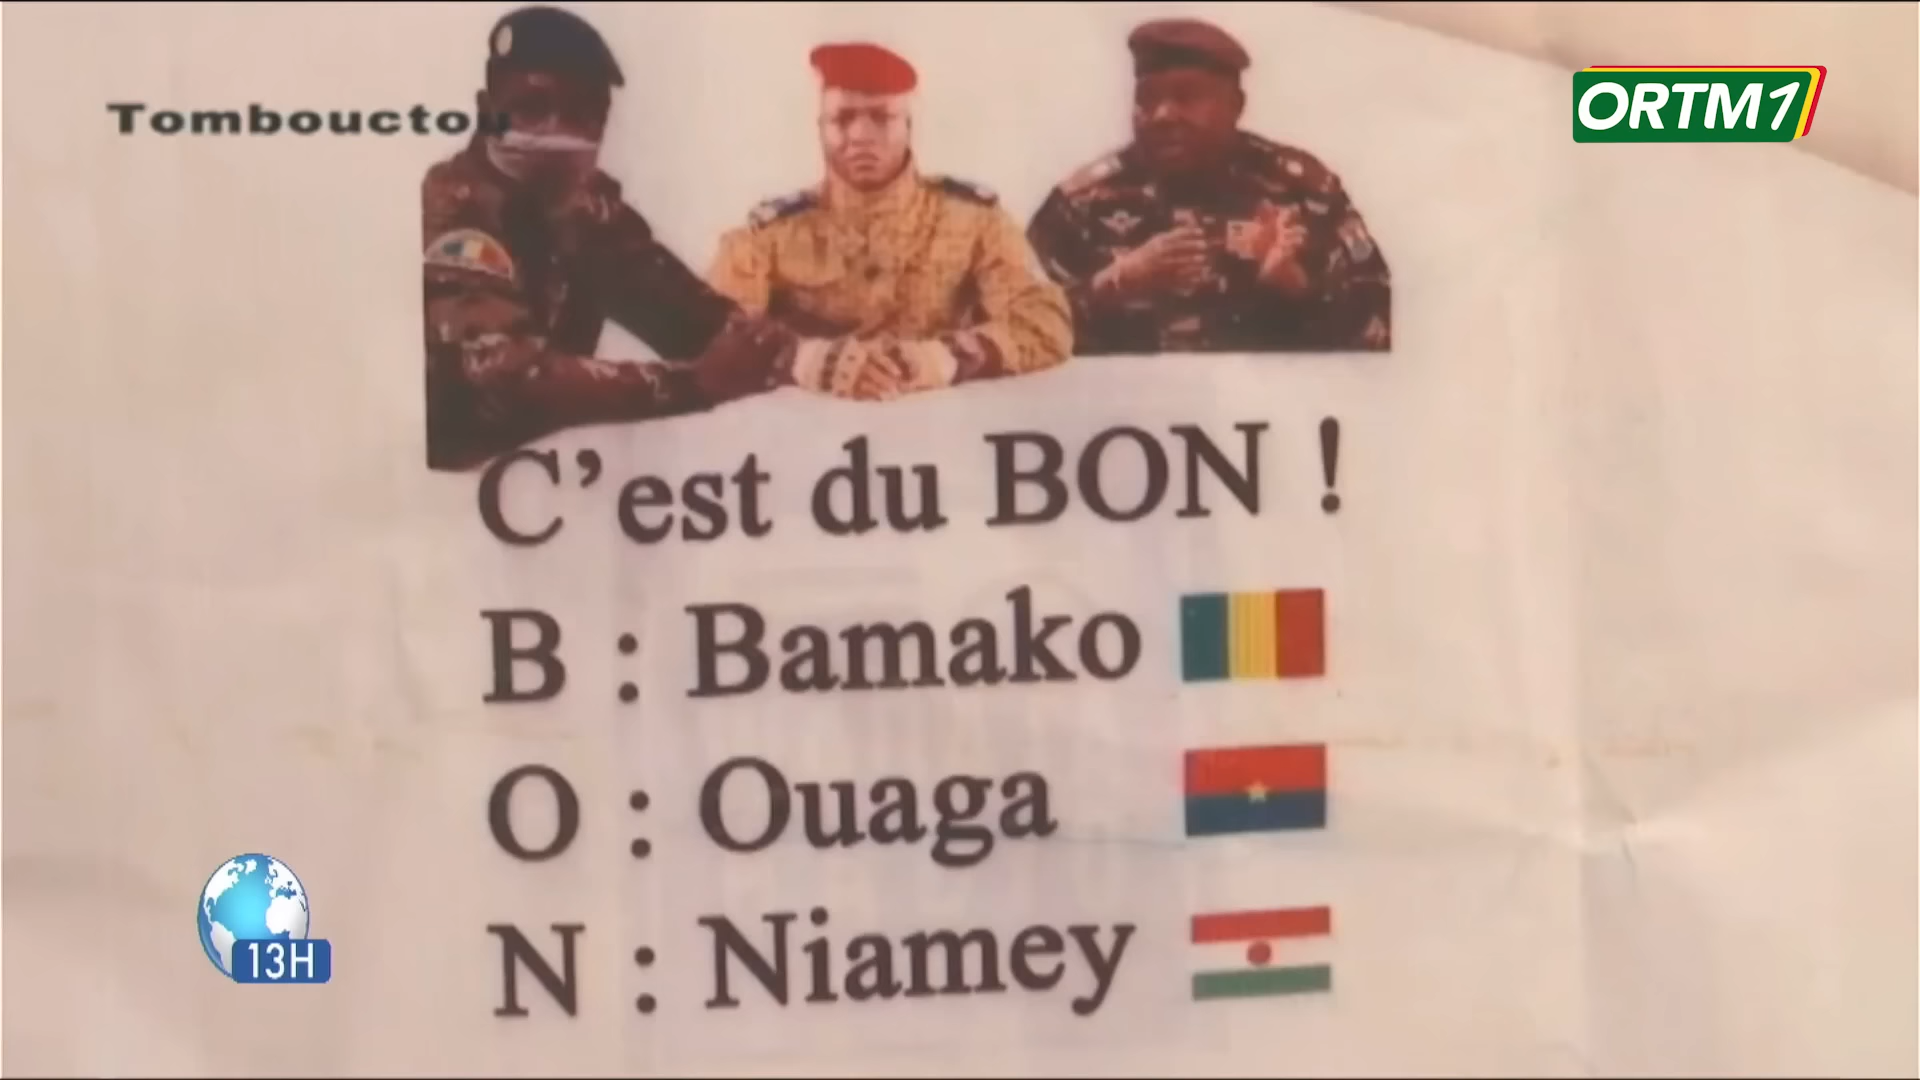 Tombouctou
ORTM1
C'est du BON !
B : Bamako
O : Ouaga
N : Niamey
13H